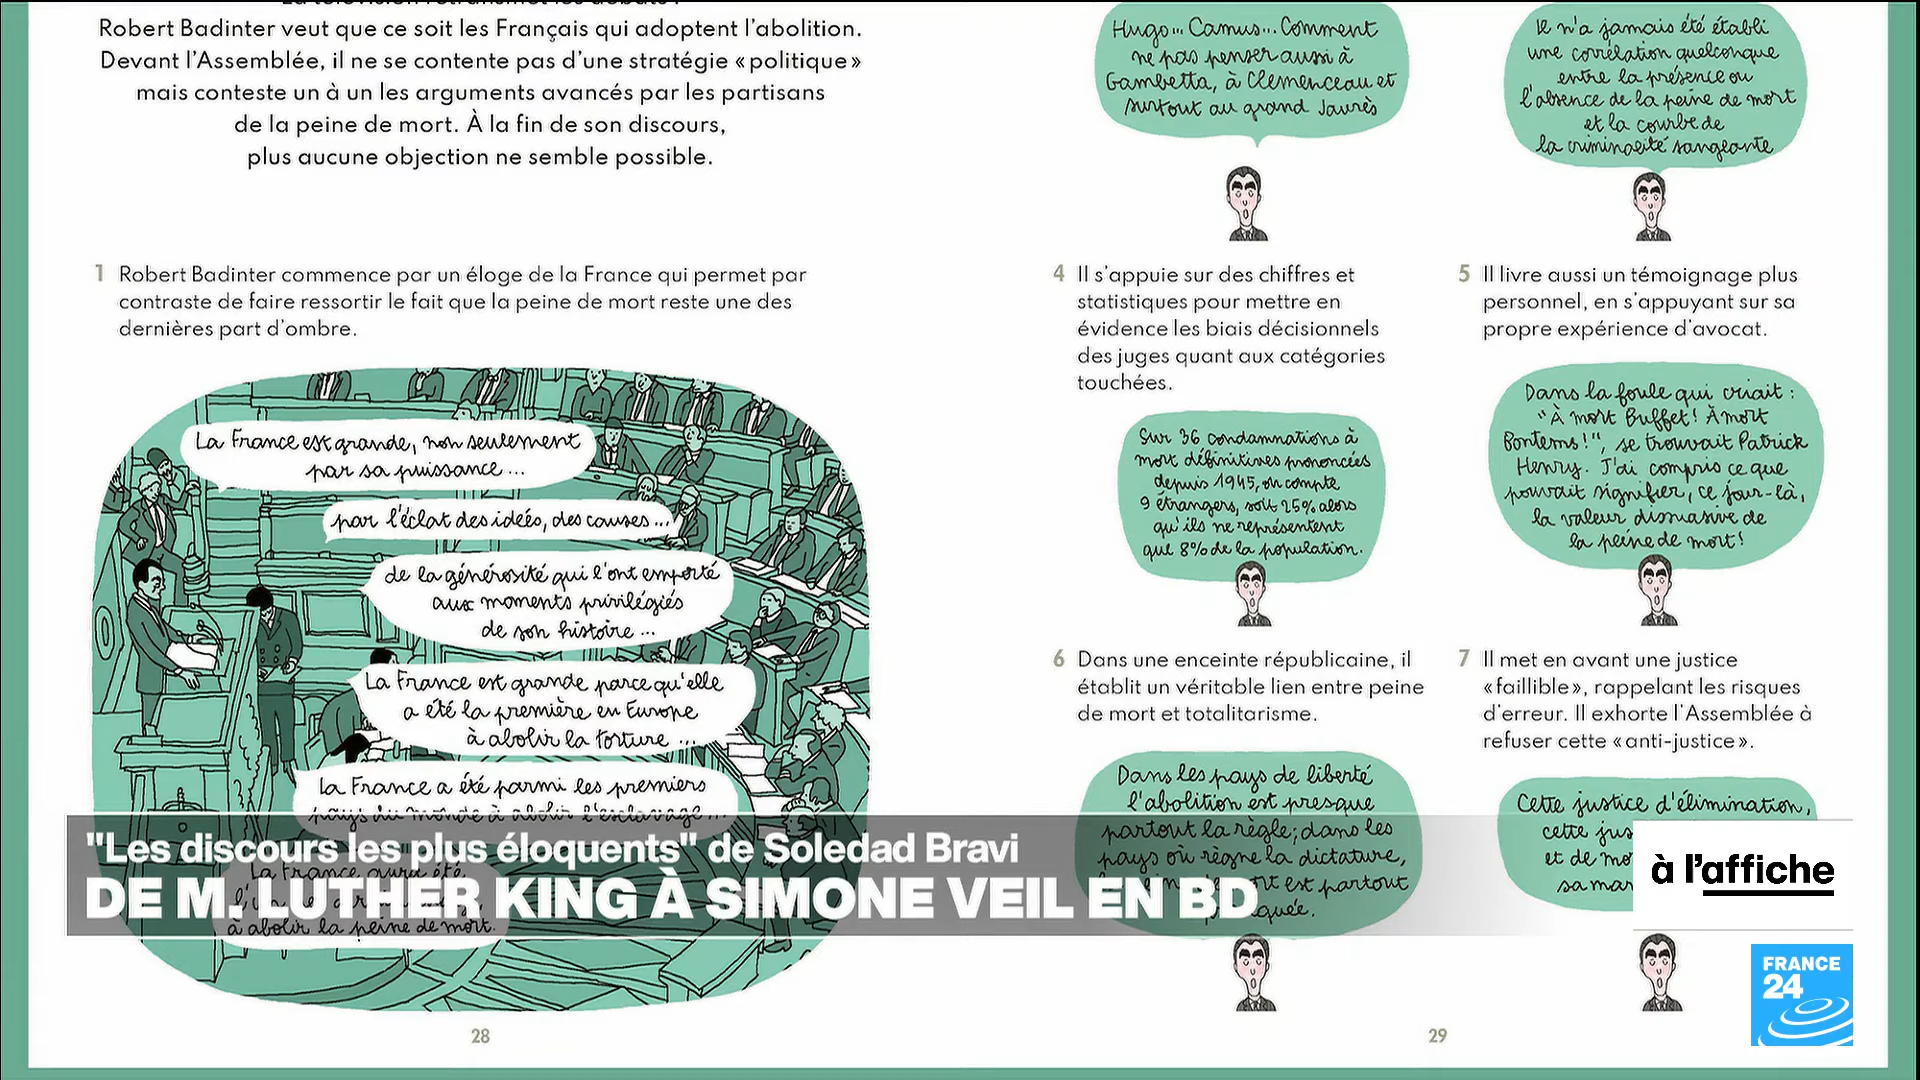 Robert Badinter veut que ce soit les Français qui adoptent l'abolition.
Devant l'Assemblée, il ne se contente pas d'une stratégie « politique »
mais conteste un à un les arguments avancés par les partisans
de la peine de mort. À la fin de son discours,
plus aucune objection ne semble possible.
1 Robert Badinter commence par un éloge de la France qui permet par
contraste de faire ressortir le fait que la peine de mort reste une des
dernières part d'ombre.
La France est grande, non seulement
par sa puissance ...
par l'éclat des idées, des causes ...
de la générosité qui l'ont emporté
aux moments privilégiés
de son histoire ...
La France est grande parce qu'elle
a été la première en Europe
à abolir la torture ...
La France a été parmi les premiers
pays du monde à abolir l'esclavage ...
La France aura été,
à abolir la peine de mort.
28
Hugo... Camus... Comment
ne pas penser aussi à
Gambetta, à Clemenceau et
surtout au grand Jaurès
Il n'a jamais été établi
une corrélation quelconque
entre la présence ou
l'absence de la peine de mort
et la courbe de
la criminalité sanglante
4 Il s'appuie sur des chiffres et
statistiques pour mettre en
évidence les biais décisionnels
des juges quant aux catégories
touchées.
Sur 36 condamnations à
mort définitives prononcées
depuis 1945, on compte
9 étrangers, soit 25% alors
qu'ils ne représentent
que 8% de la population.
5 Il livre aussi un témoignage plus
personnel, en s'appuyant sur sa
propre expérience d'avocat.
Dans la foule qui criait :
"À mort Buffet! À mort
Bontems!", se trouvait Patrick
Henry. J'ai compris ce que
pouvait signifier, ce jour-là,
la valeur dissuasive de
la peine de mort!
6 Dans une enceinte républicaine, il
établit un véritable lien entre peine
de mort et totalitarisme.
Dans les pays de liberté
l'abolition est presque
partout la règle; dans les
pays où règne la dictature,
est partout
7 Il met en avant une justice
« faillible », rappelant les risques
d'erreur. Il exhorte l'Assemblée à
refuser cette « anti-justice ».
Cette justice d'élimination,
cette
et de
sa
29
"Les discours les plus éloquents" de Soledad Bravi
DE M. LUTHER KING À SIMONE VEIL EN BD
à l'affiche
FRANCE
24